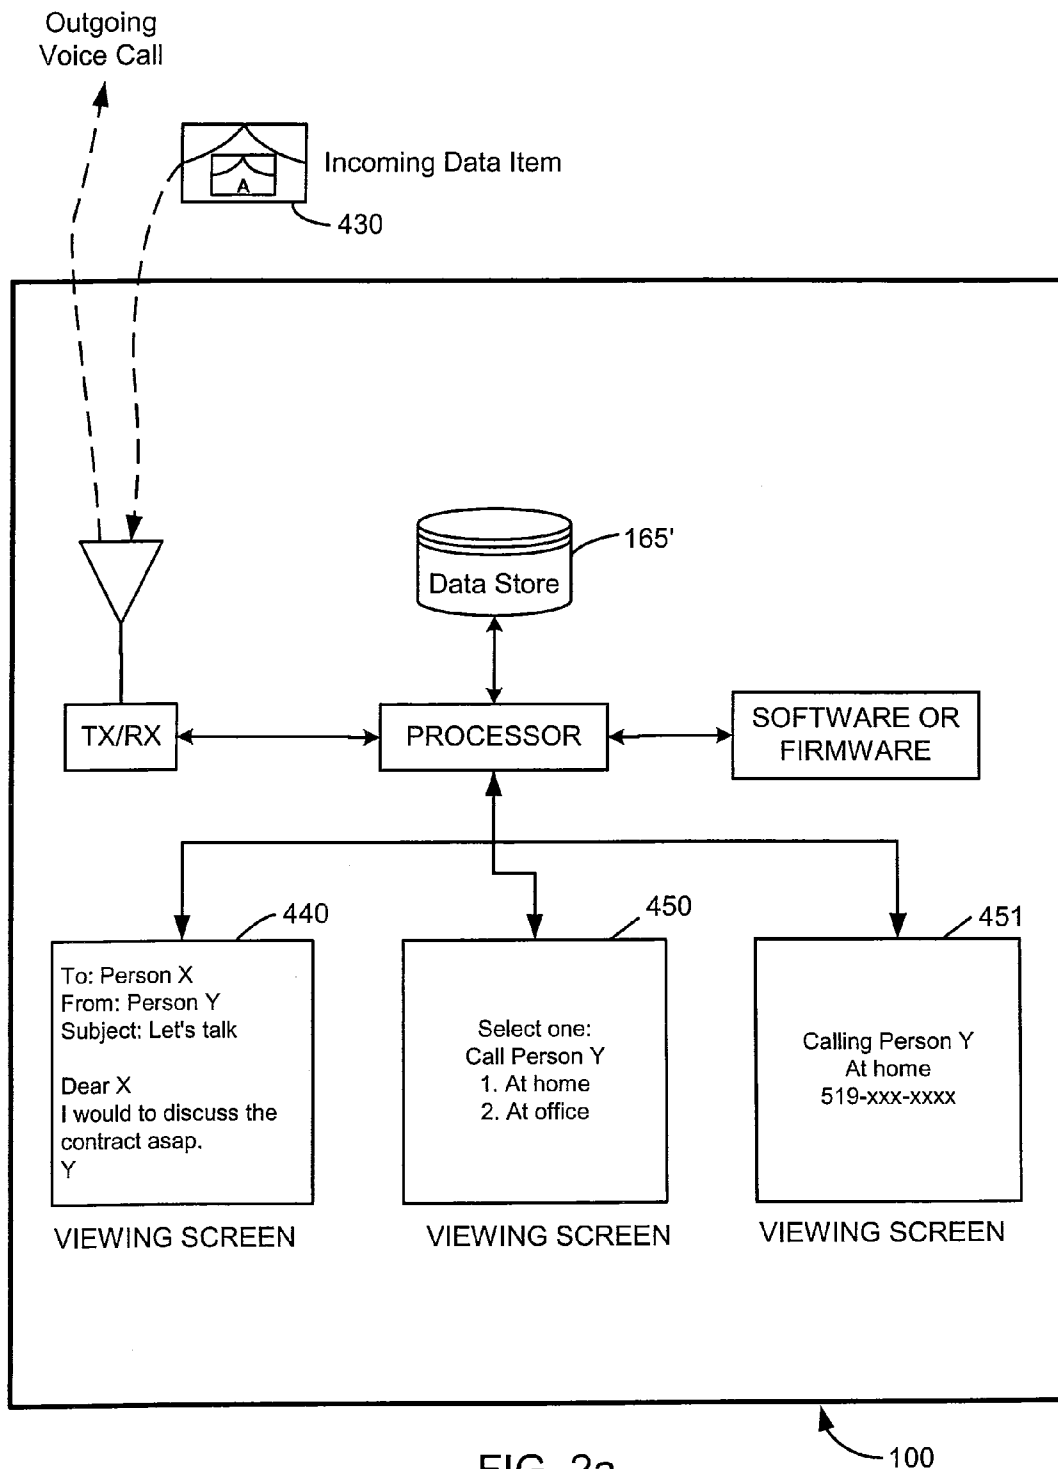 Outgoing
Voice Call
Incoming Data Item
A
430
165'
Data Store
TX/RX
PROCESSOR
SOFTWARE OR
FIRMWARE
440
450
451
To: Person X
From: Person Y
Subject: Let's talk
Dear X
I would to discuss the
contract asap.
Y
Select one:
Call Person Y
1. At home
2. At office
Calling Person Y
At home
519-xxx-xxxx
VIEWING SCREEN
VIEWING SCREEN
VIEWING SCREEN
100
FIG. 2a